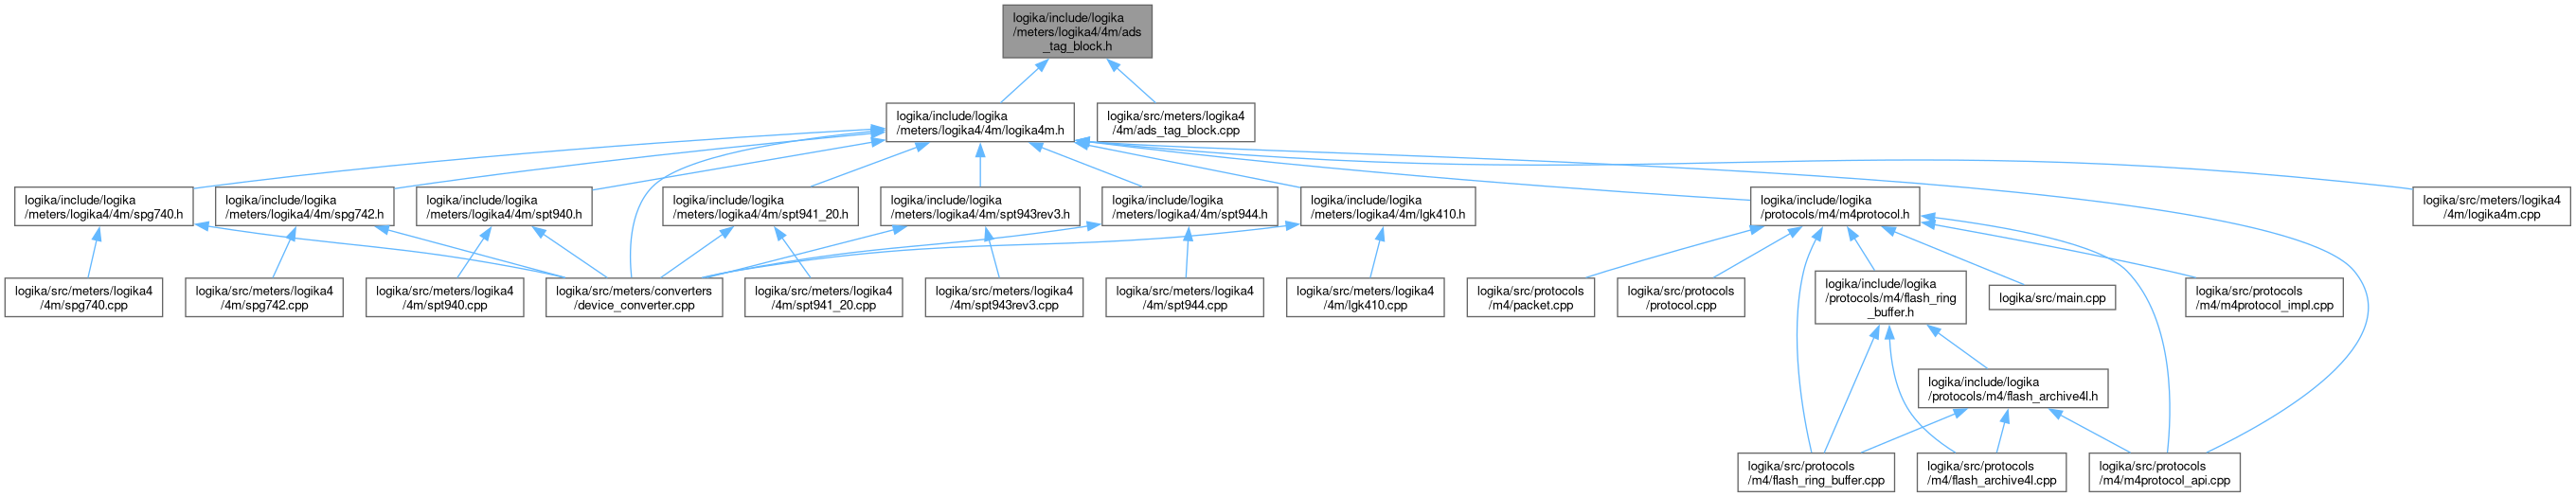 logika/include/logika
/meters/logika4/4m/ads
_tag_block.h
logika/include/logika
/meters/logika4/4m/logika4m.h
logika/src/meters/logika4
/4m/ads_tag_block.cpp
logika/include/logika
/meters/logika4/4m/spg740.h
logika/include/logika
/meters/logika4/4m/spg742.h
logika/include/logika
/meters/logika4/4m/spt940.h
logika/include/logika
/meters/logika4/4m/spt941_20.h
logika/include/logika
/meters/logika4/4m/spt943rev3.h
logika/include/logika
/meters/logika4/4m/spt944.h
logika/include/logika
/meters/logika4/4m/lgk410.h
logika/include/logika
/protocols/m4/m4protocol.h
logika/src/meters/logika4
/4m/logika4m.cpp
logika/src/meters/logika4
/4m/spg740.cpp
logika/src/meters/logika4
/4m/spg742.cpp
logika/src/meters/logika4
/4m/spt940.cpp
logika/src/meters/converters
/device_converter.cpp
logika/src/meters/logika4
/4m/spt941_20.cpp
logika/src/meters/logika4
/4m/spt943rev3.cpp
logika/src/meters/logika4
/4m/spt944.cpp
logika/src/meters/logika4
/4m/lgk410.cpp
logika/src/protocols
/m4/packet.cpp
logika/src/protocols
/protocol.cpp
logika/include/logika
/protocols/m4/flash_ring
_buffer.h
logika/src/main.cpp
logika/src/protocols
/m4/m4protocol_impl.cpp
logika/include/logika
/protocols/m4/flash_archive4l.h
logika/src/protocols
/m4/flash_ring_buffer.cpp
logika/src/protocols
/m4/flash_archive4l.cpp
logika/src/protocols
/m4/m4protocol_api.cpp